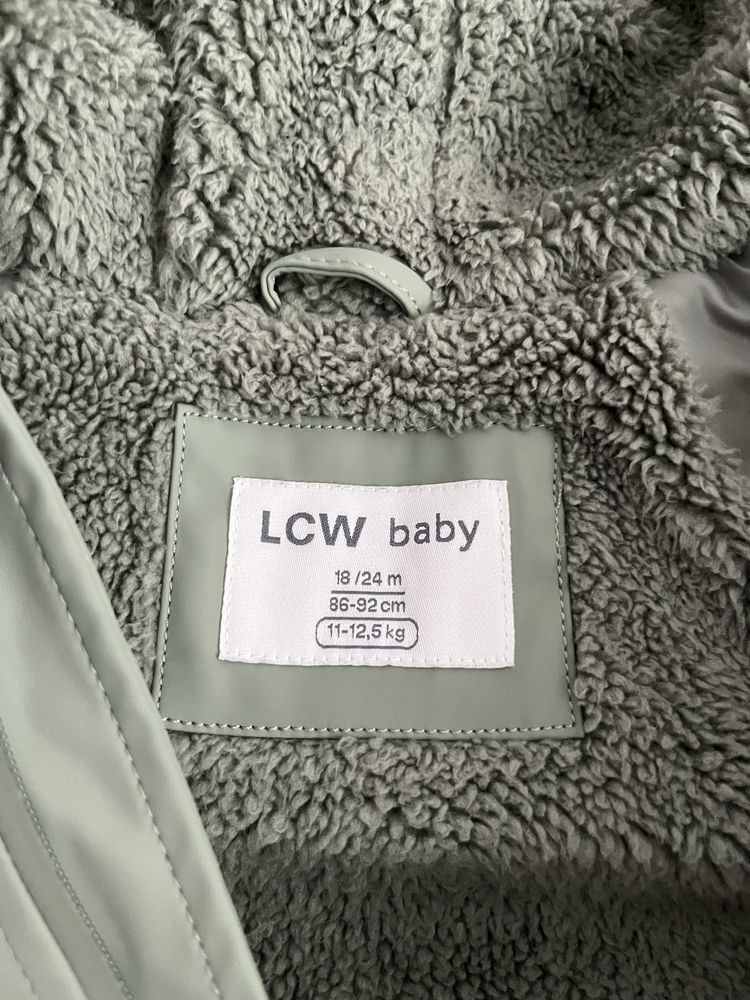 LCW baby
18/24 m
86-92 cm
11-12,5 kg